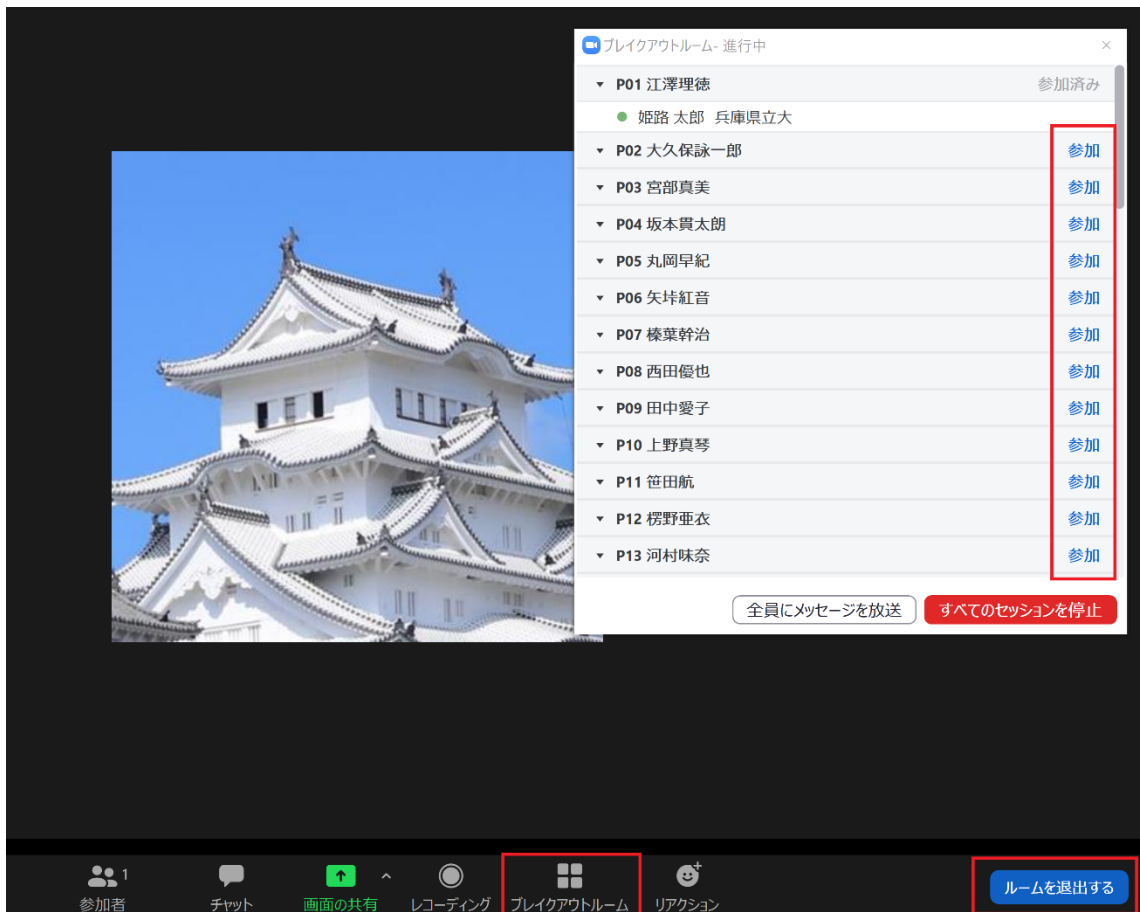 ブレイクアウトルーム- 進行中
P01 江澤理徳 参加済み
姫路 太郎 兵庫県立大
P02 大久保詠一郎 参加
P03 宮部真美 参加
P04 坂本貫太朗 参加
P05 丸岡早紀 参加
P06 矢垰紅音 参加
P07 榛葉幹治 参加
P08 西田優也 参加
P09 田中愛子 参加
P10 上野真琴 参加
P11 笹田航 参加
P12 楞野亜衣 参加
P13 河村味奈 参加
全員にメッセージを放送 すべてのセッションを停止
1
参加者 チャット 画面の共有 レコーディング ブレイクアウトルーム リアクション ルームを退出する